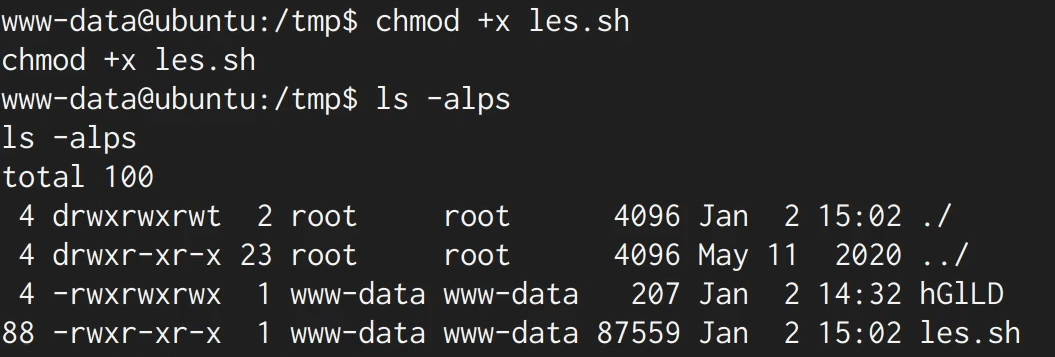 www-data@ubuntu:/tmp$ chmod +x les.sh
chmod +x les.sh
www-data@ubuntu:/tmp$ ls -alps
ls -alps
total 100
 4 drwxrwxrwt  2 root     root      4096 Jan  2 15:02 ./
 4 drwxr-xr-x 23 root     root      4096 May 11  2020 ../
 4 -rwxrwxrwx  1 www-data www-data   207 Jan  2 14:32 hGlLD
88 -rwxr-xr-x  1 www-data www-data 87559 Jan  2 15:02 les.sh